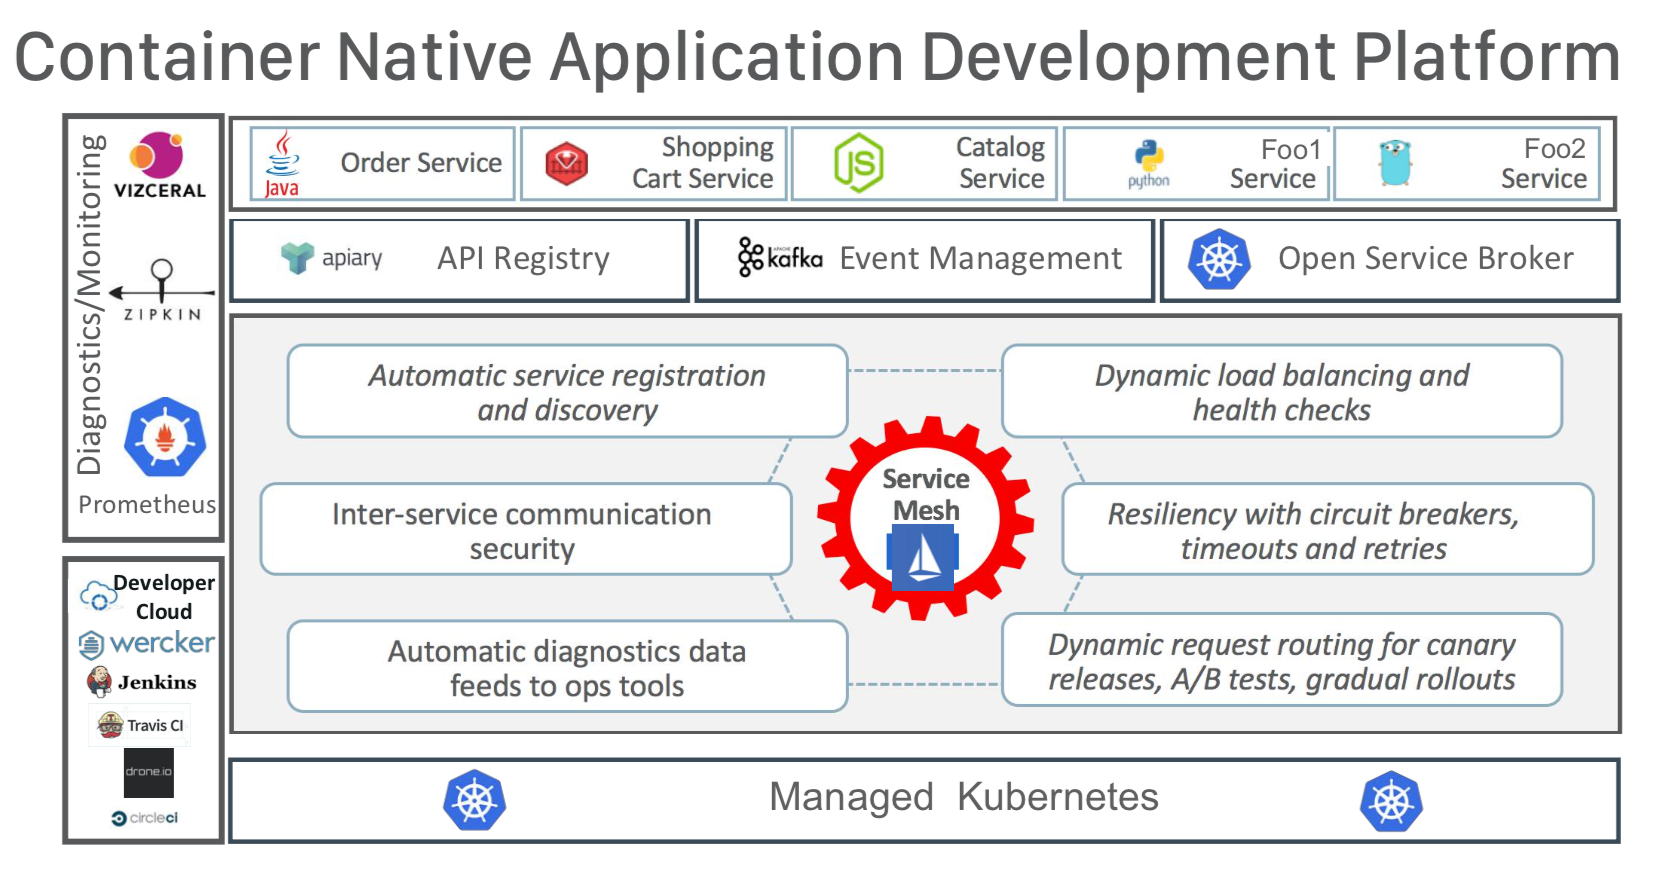 Container Native Application Development Platform
Diagnostics/Monitoring
VIZCERAL
ZIPKIN
Prometheus
Developer
Cloud
wercker
Jenkins
Travis CI
drone.io
circleci
Java
Order Service
Shopping
Cart Service
JS
Catalog
Service
python
Foo1
Service
Foo2
Service
apiary
API Registry
APACHE
kafka
Event Management
Open Service Broker
Automatic service registration
and discovery
Dynamic load balancing and
health checks
Service
Mesh
Inter-service communication
security
Resiliency with circuit breakers,
timeouts and retries
Automatic diagnostics data
feeds to ops tools
Dynamic request routing for canary
releases, A/B tests, gradual rollouts
Managed Kubernetes